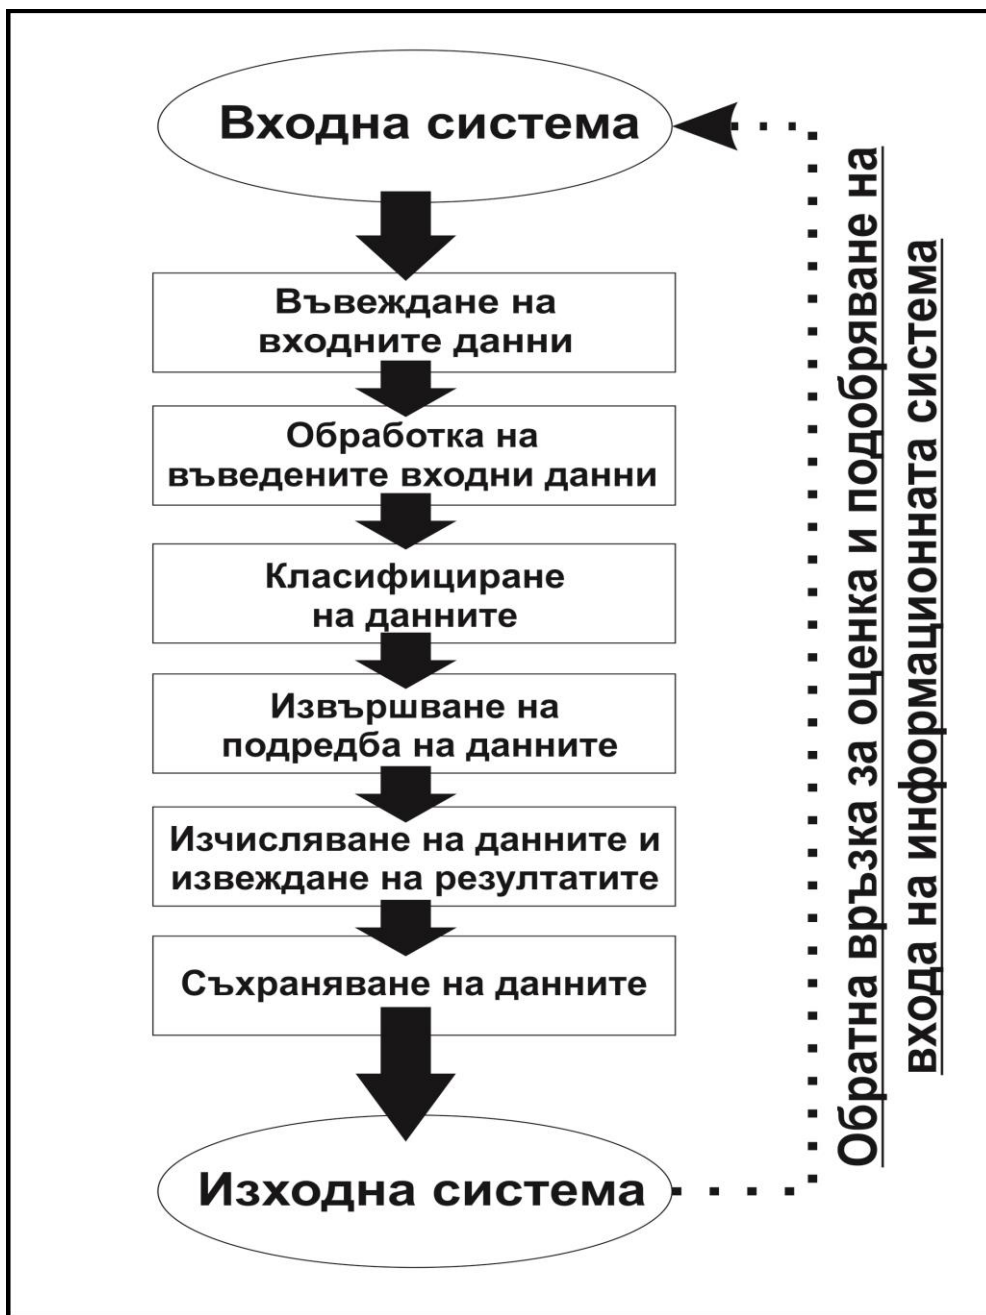 Входна система
Въвеждане на
входните данни
Обработка на
въведените входни данни
Класифициране
на данните
Извършване на
подредба на данните
Изчисляване на данните и
извеждане на резултатите
Съхраняване на данните
Изходна система
Обратна връзка за оценка и подобряване на
входа на информационната система